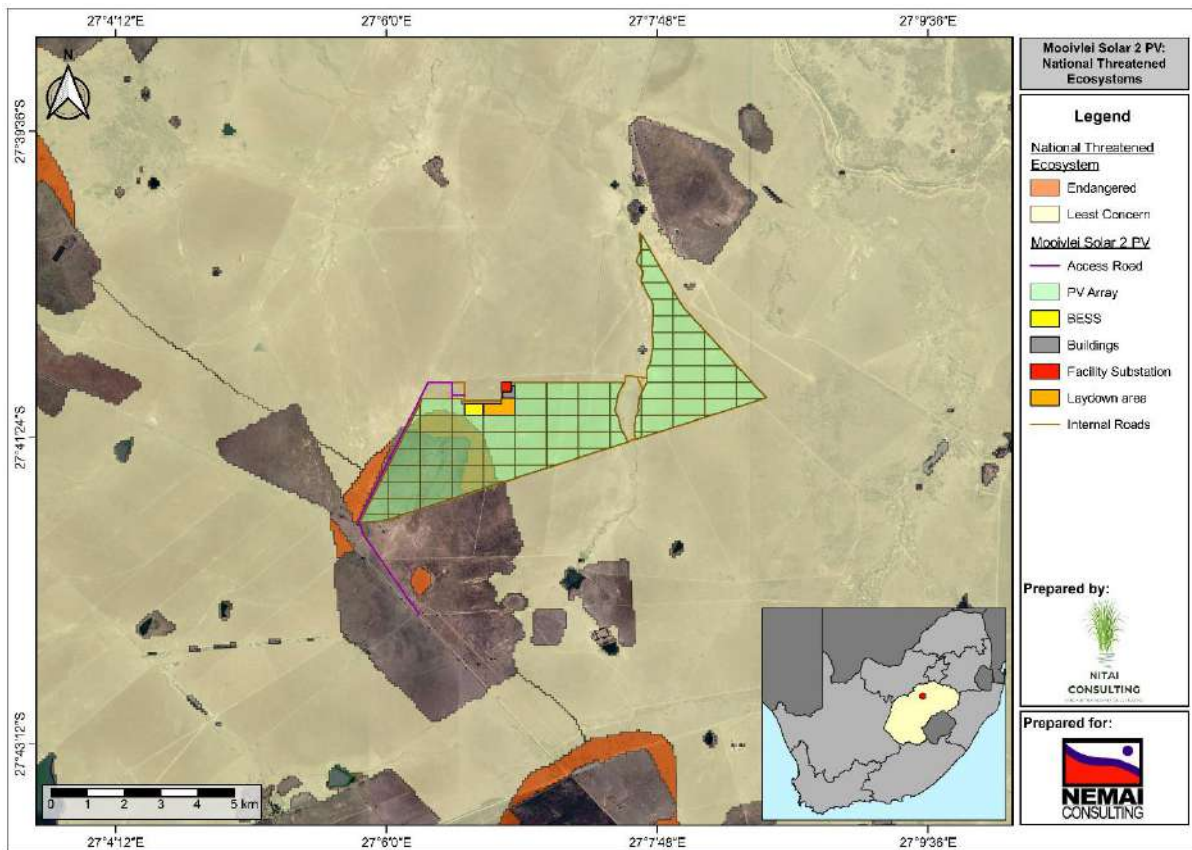 27°4'12"E 27°6'0"E 27°7'48"E 27°9'36"E
N
27°39'36"S
27°41'24"S
27°43'12"S
0 1 2 3 4 5 km
27°4'12"E 27°6'0"E 27°7'48"E 27°9'36"E
Mooivlei Solar 2 PV:
National Threatened
Ecosystems
Legend
National Threatened
Ecosystem
Endangered
Least Concern
Mooivlei Solar 2 PV
Access Road
PV Array
BESS
Buildings
Facility Substation
Laydown area
Internal Roads
Prepared by:
NITAI
CONSULTING
Prepared for:
NEMAI
CONSULTING